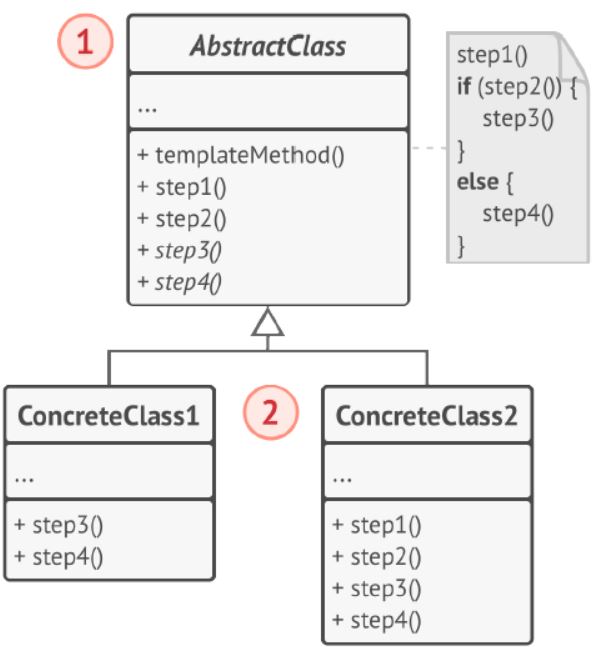 1
AbstractClass
...
+ templateMethod()
+ step1()
+ step2()
+ step3()
+ step4()
step1()
if (step2()) {
step3()
}
else {
step4()
}
ConcreteClass1
...
+ step3()
+ step4()
2
ConcreteClass2
...
+ step1()
+ step2()
+ step3()
+ step4()